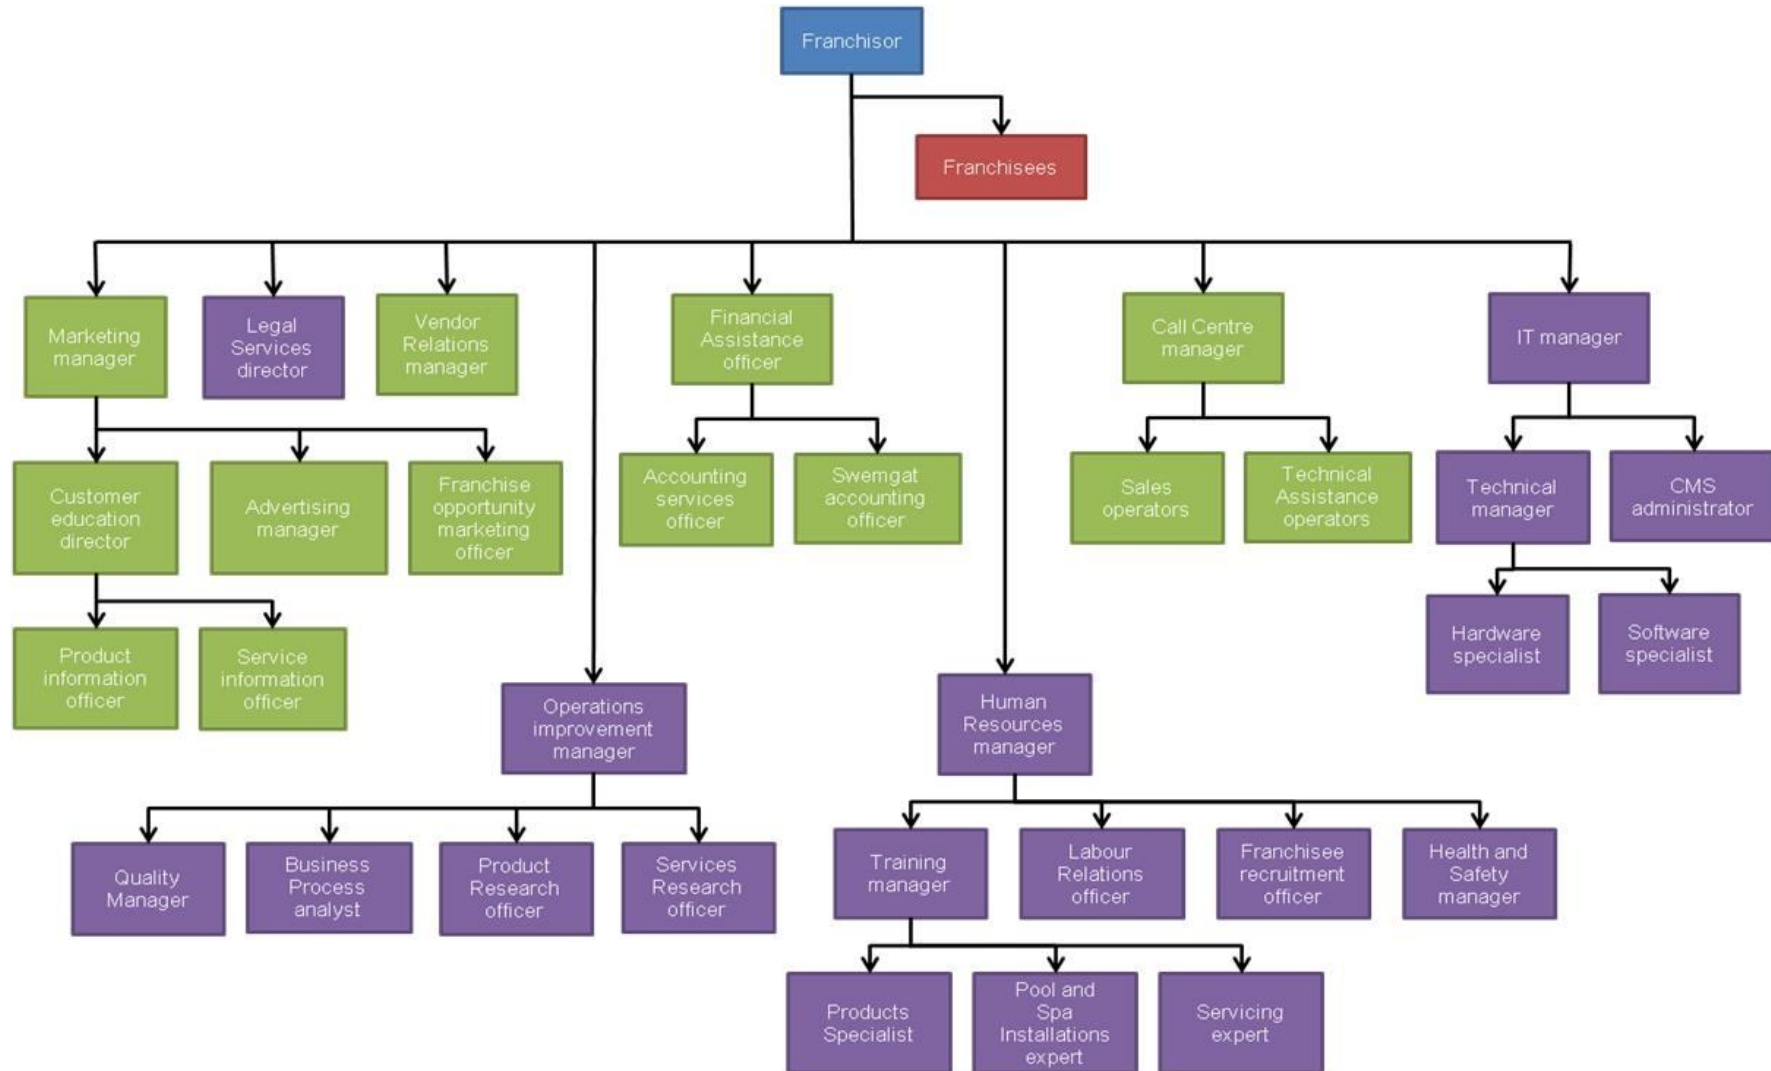 Franchisor
Franchisees
Marketing
manager
Legal
Services
director
Vendor
Relations
manager
Financial
Assistance
officer
Call Centre
manager
IT manager
Customer
education
director
Advertising
manager
Franchise
opportunity
marketing
officer
Accounting
services
officer
Swemgat
accounting
officer
Sales
operators
Technical
Assistance
operators
Technical
manager
CMS
administrator
Product
information
officer
Service
information
officer
Hardware
specialist
Software
specialist
Operations
improvement
manager
Human
Resources
manager
Quality
Manager
Business
Process
analyst
Product
Research
officer
Services
Research
officer
Training
manager
Labour
Relations
officer
Franchisee
recruitment
officer
Health and
Safety
manager
Products
Specialist
Pool and
Spa
Installations
expert
Servicing
expert